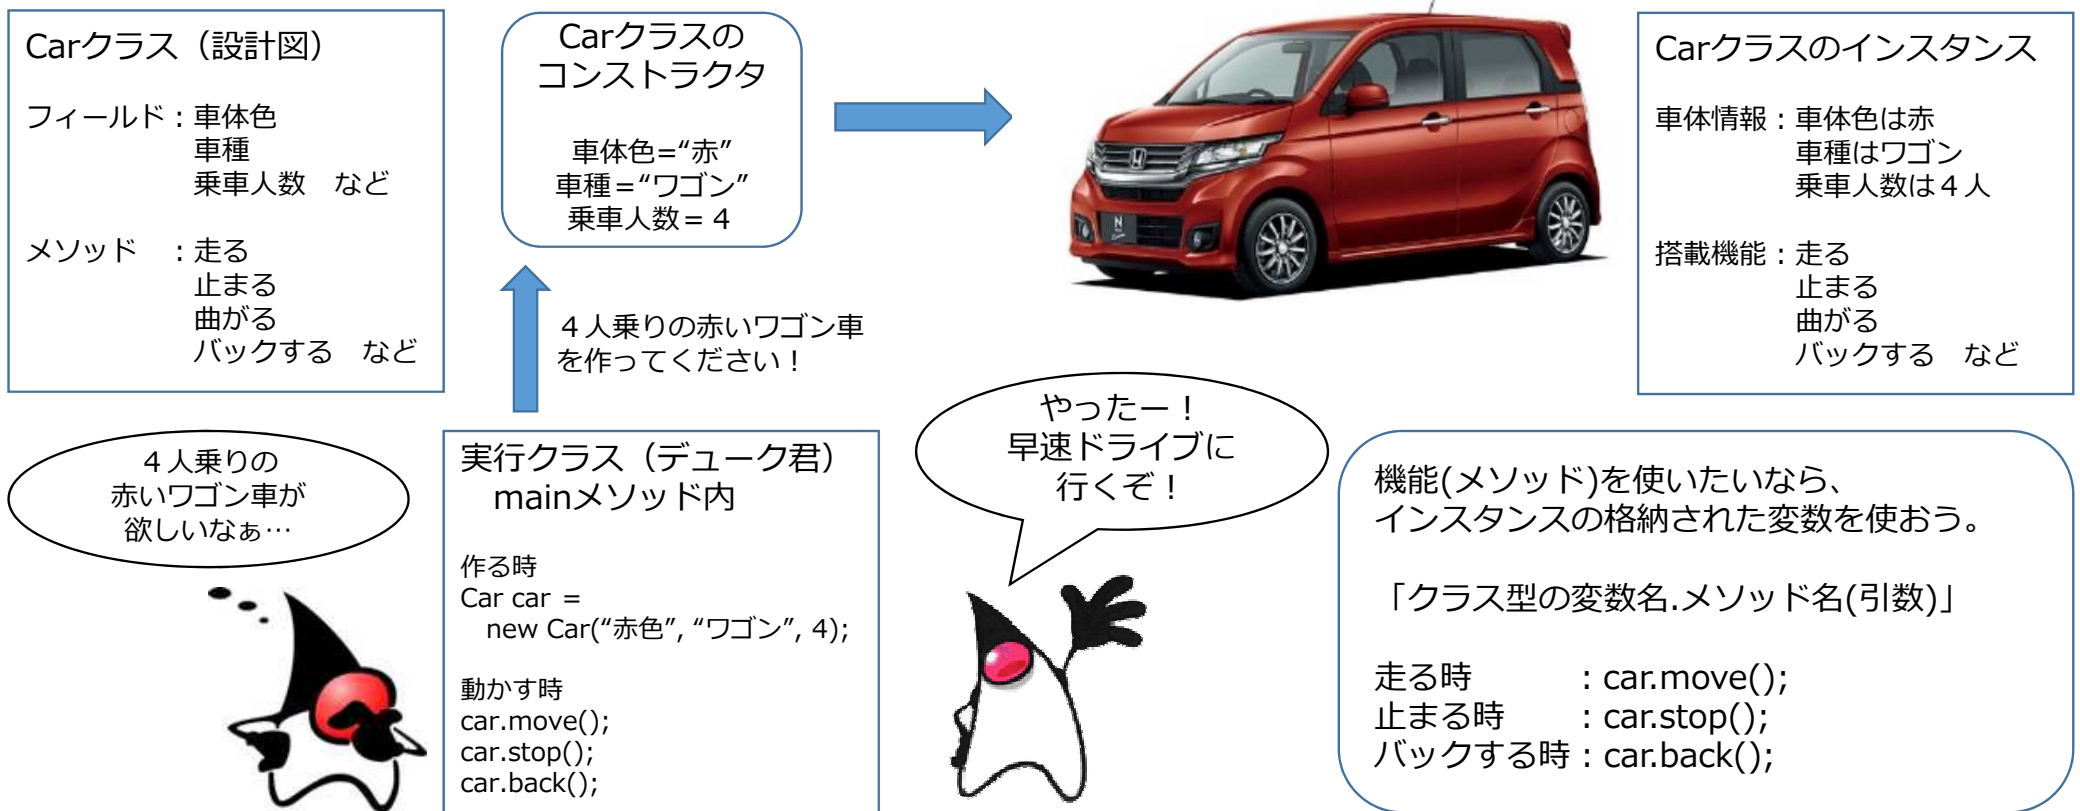 Carクラス（設計図）
フィールド：車体色
車種
乗車人数　など
メソッド　：走る
止まる
曲がる
バックする　など
Carクラスの
コンストラクタ
車体色=“赤”
車種＝“ワゴン”
乗車人数＝４
４人乗りの赤いワゴン車
を作ってください！
Carクラスのインスタンス
車体情報：車体色は赤
車種はワゴン
乗車人数は４人
搭載機能：走る
止まる
曲がる
バックする　など
４人乗りの
赤いワゴン車が
欲しいなぁ…
実行クラス（デューク君）
mainメソッド内
作る時
Car car =
new Car(“赤色”, “ワゴン”, 4);
動かす時
car.move();
car.stop();
car.back();
やったー！
早速ドライブに
行くぞ！
機能(メソッド)を使いたいなら、
インスタンスの格納された変数を使おう。
「クラス型の変数名.メソッド名(引数)」
走る時　　　：car.move();
止まる時　　：car.stop();
バックする時：car.back();